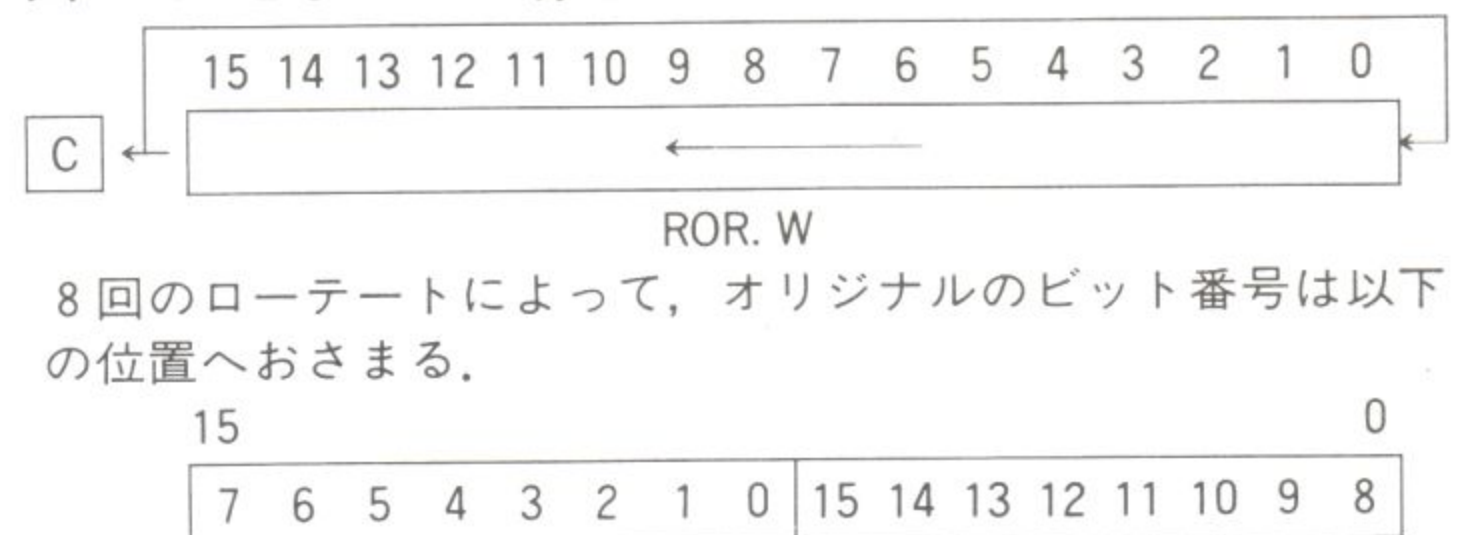 15 14 13 12 11 10 9 8 7 6 5 4 3 2 1 0
C
ROR. W
8回のローテートによって，オリジナルのビット番号は以下
の位置へおさまる．
15 0
7 6 5 4 3 2 1 0 15 14 13 12 11 10 9 8